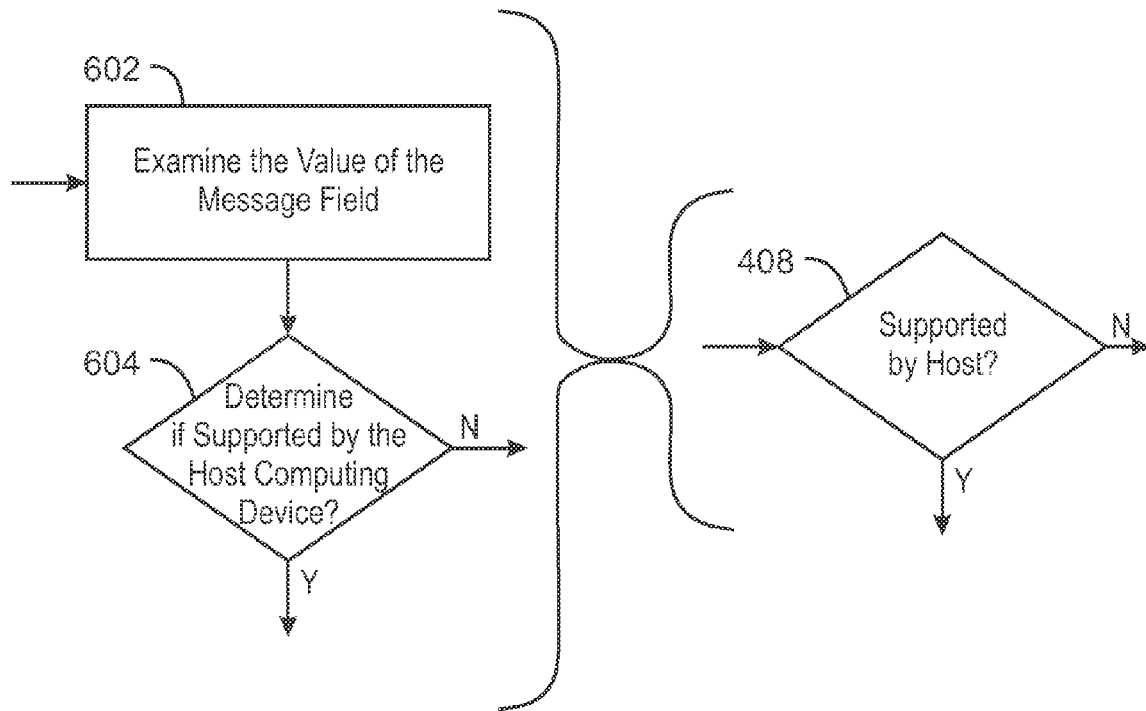 602
Examine the Value of the
Message Field
604
Determine
if Supported by the
Host Computing
Device?
N
Y
408
Supported
by Host?
N
Y